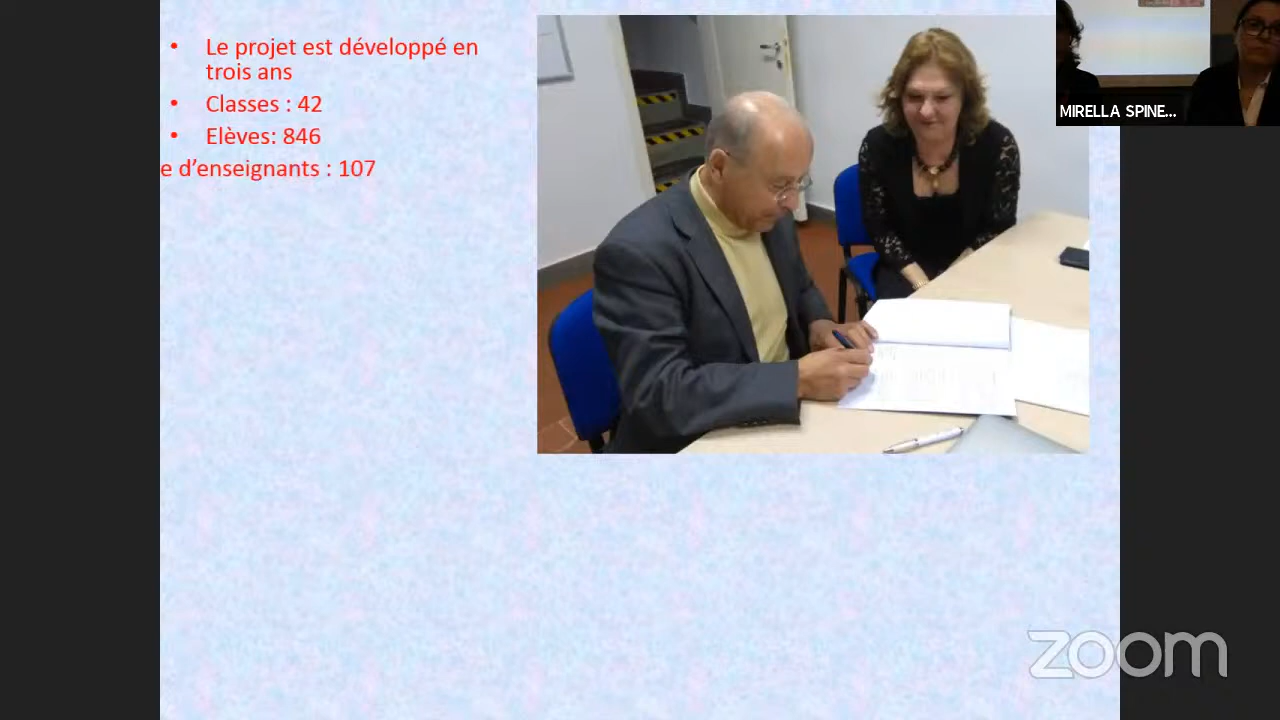 • Le projet est développé en
trois ans
• Classes : 42
• Elèves: 846
e d’enseignants : 107
MIRELLA SPINE...
zoom